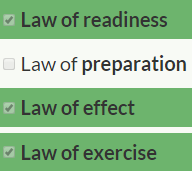 Law of readiness
Law of preparation
Law of effect
Law of exercise